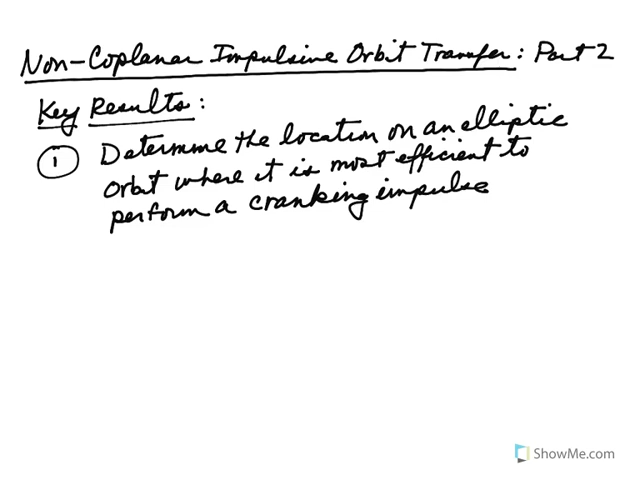 Non-Coplanar Impulsive Orbit Transfer: Part 2
Key Results:
1 Determine the location on an elliptic
orbit where it is most efficient to
perform a cranking impulse
ShowMe.com